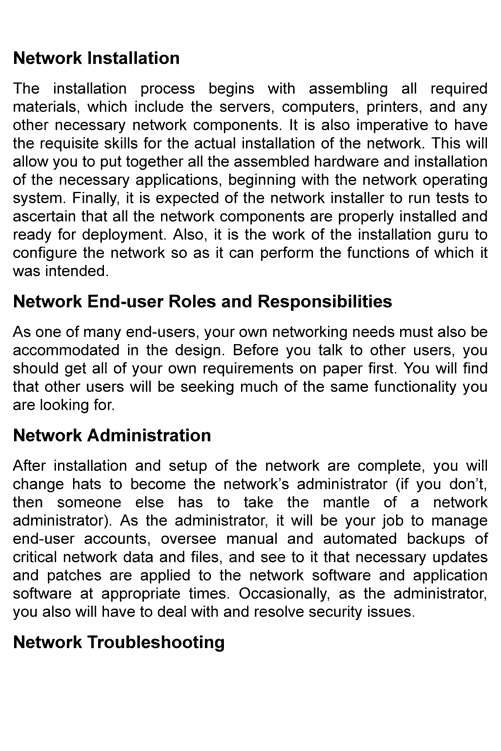 Network Installation
The installation process begins with assembling all required
materials, which include the servers, computers, printers, and any
other necessary network components. It is also imperative to have
the requisite skills for the actual installation of the network. This will
allow you to put together all the assembled hardware and installation
of the necessary applications, beginning with the network operating
system. Finally, it is expected of the network installer to run tests to
ascertain that all the network components are properly installed and
ready for deployment. Also, it is the work of the installation guru to
configure the network so as it can perform the functions of which it
was intended.
Network End-user Roles and Responsibilities
As one of many end-users, your own networking needs must also be
accommodated in the design. Before you talk to other users, you
should get all of your own requirements on paper first. You will find
that other users will be seeking much of the same functionality you
are looking for.
Network Administration
After installation and setup of the network are complete, you will
change hats to become the network's administrator (if you don't,
then someone else has to take the mantle of a network
administrator). As the administrator, it will be your job to manage
end-user accounts, oversee manual and automated backups of
critical network data and files, and see to it that necessary updates
and patches are applied to the network software and application
software at appropriate times. Occasionally, as the administrator,
you also will have to deal with and resolve security issues.
Network Troubleshooting